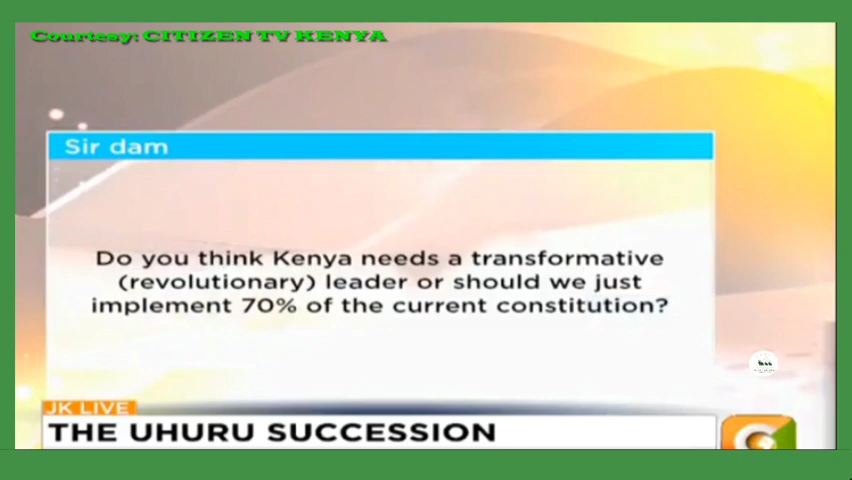 Courtesy: CITIZEN TV KENYA
Sir dam
Do you think Kenya needs a transformative
(revolutionary) leader or should we just
implement 70% of the current constitution?
JK LIVE
THE UHURU SUCCESSION